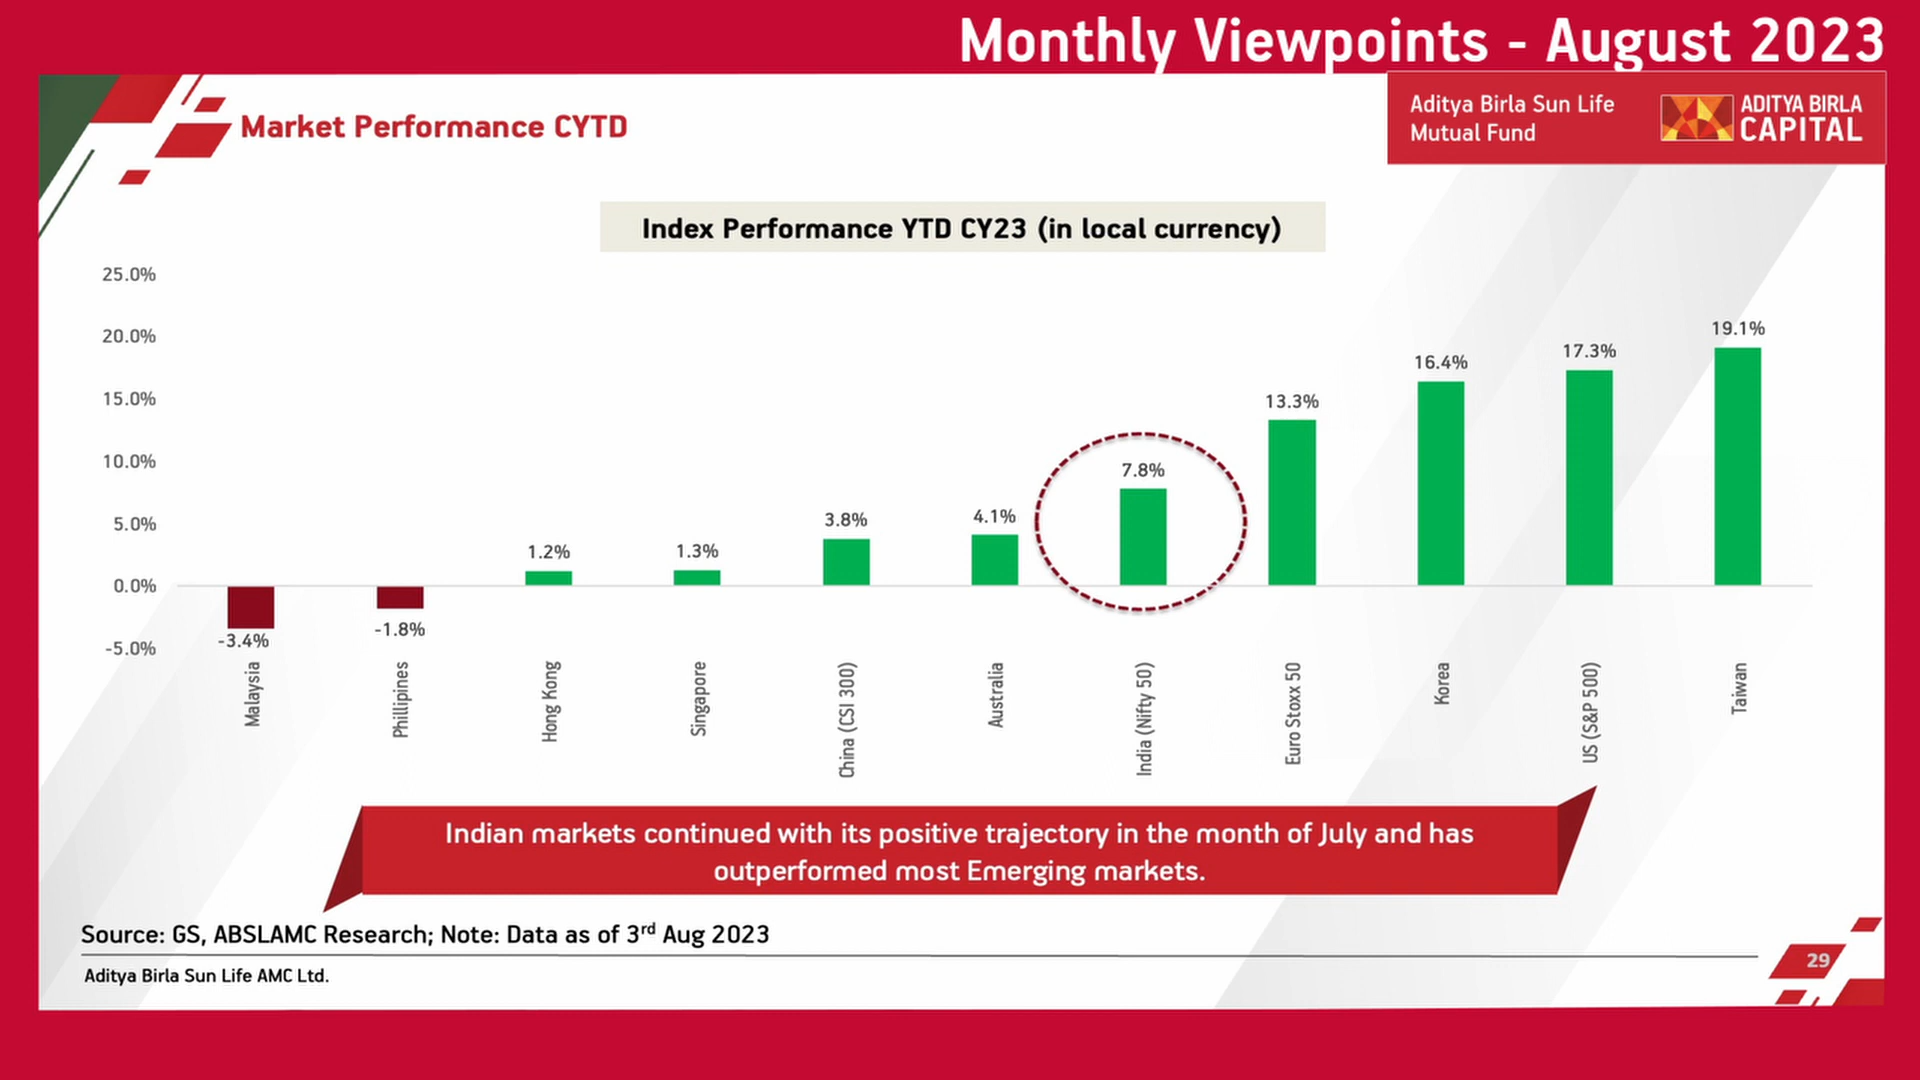 Monthly Viewpoints - August 2023
Market Performance CYTD
Aditya Birla Sun Life
Mutual Fund
ADITYA BIRLA
CAPITAL
Index Performance YTD CY23 (in local currency)
25.0%
20.0%
15.0%
10.0%
5.0%
0.0%
-5.0%
-3.4%
-1.8%
1.2%
1.3%
3.8%
4.1%
7.8%
13.3%
16.4%
17.3%
19.1%
Malaysia
Phillipines
Hong Kong
Singapore
China (CSI 300)
Australia
India (Nifty 50)
Euro Stoxx 50
Korea
US (S&P 500)
Taiwan
Indian markets continued with its positive trajectory in the month of July and has
outperformed most Emerging markets.
Source: GS, ABSLAMC Research; Note: Data as of 3rd Aug 2023
Aditya Birla Sun Life AMC Ltd.
29